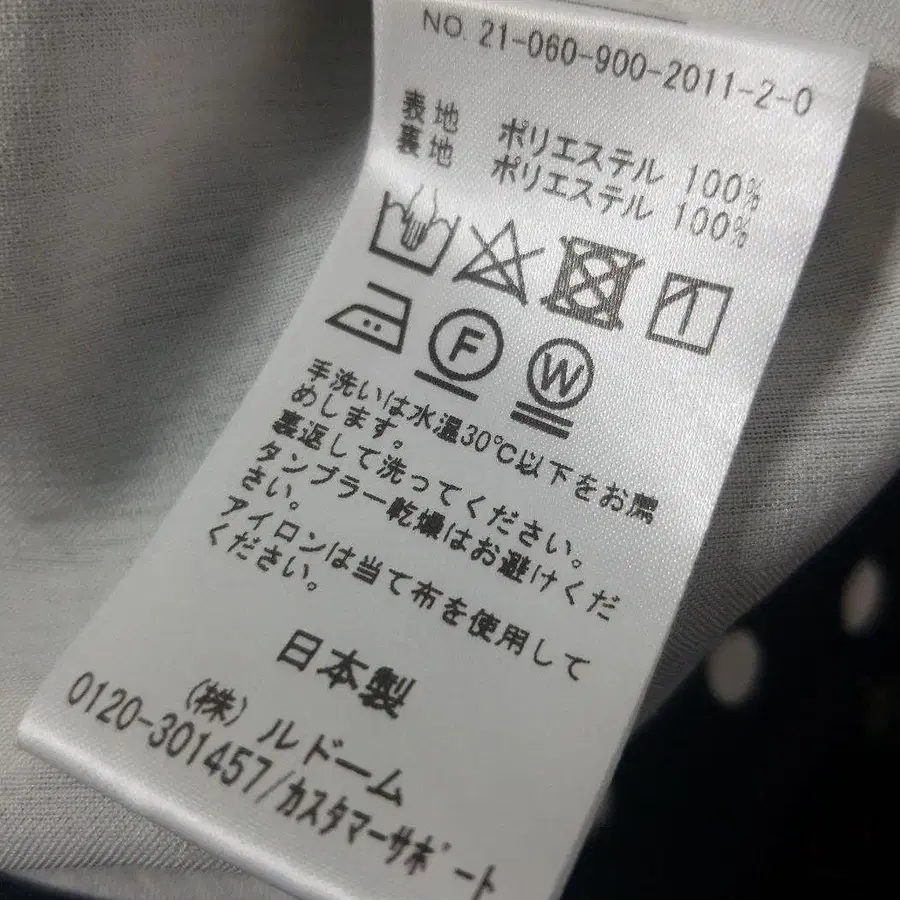 NO. 21-060-900-2011-2-0
表地 ポリエステル 100%
裏地 ポリエステル 100%
F
W
手洗いは水温30℃以下をお薦
めします。
裏返して洗ってください。
タンブラー乾燥はお避けくだ
さい。
アイロンは当て布を使用して
ください。
日本製
(株) ルドーム
0120-301457/カスタマーサポート